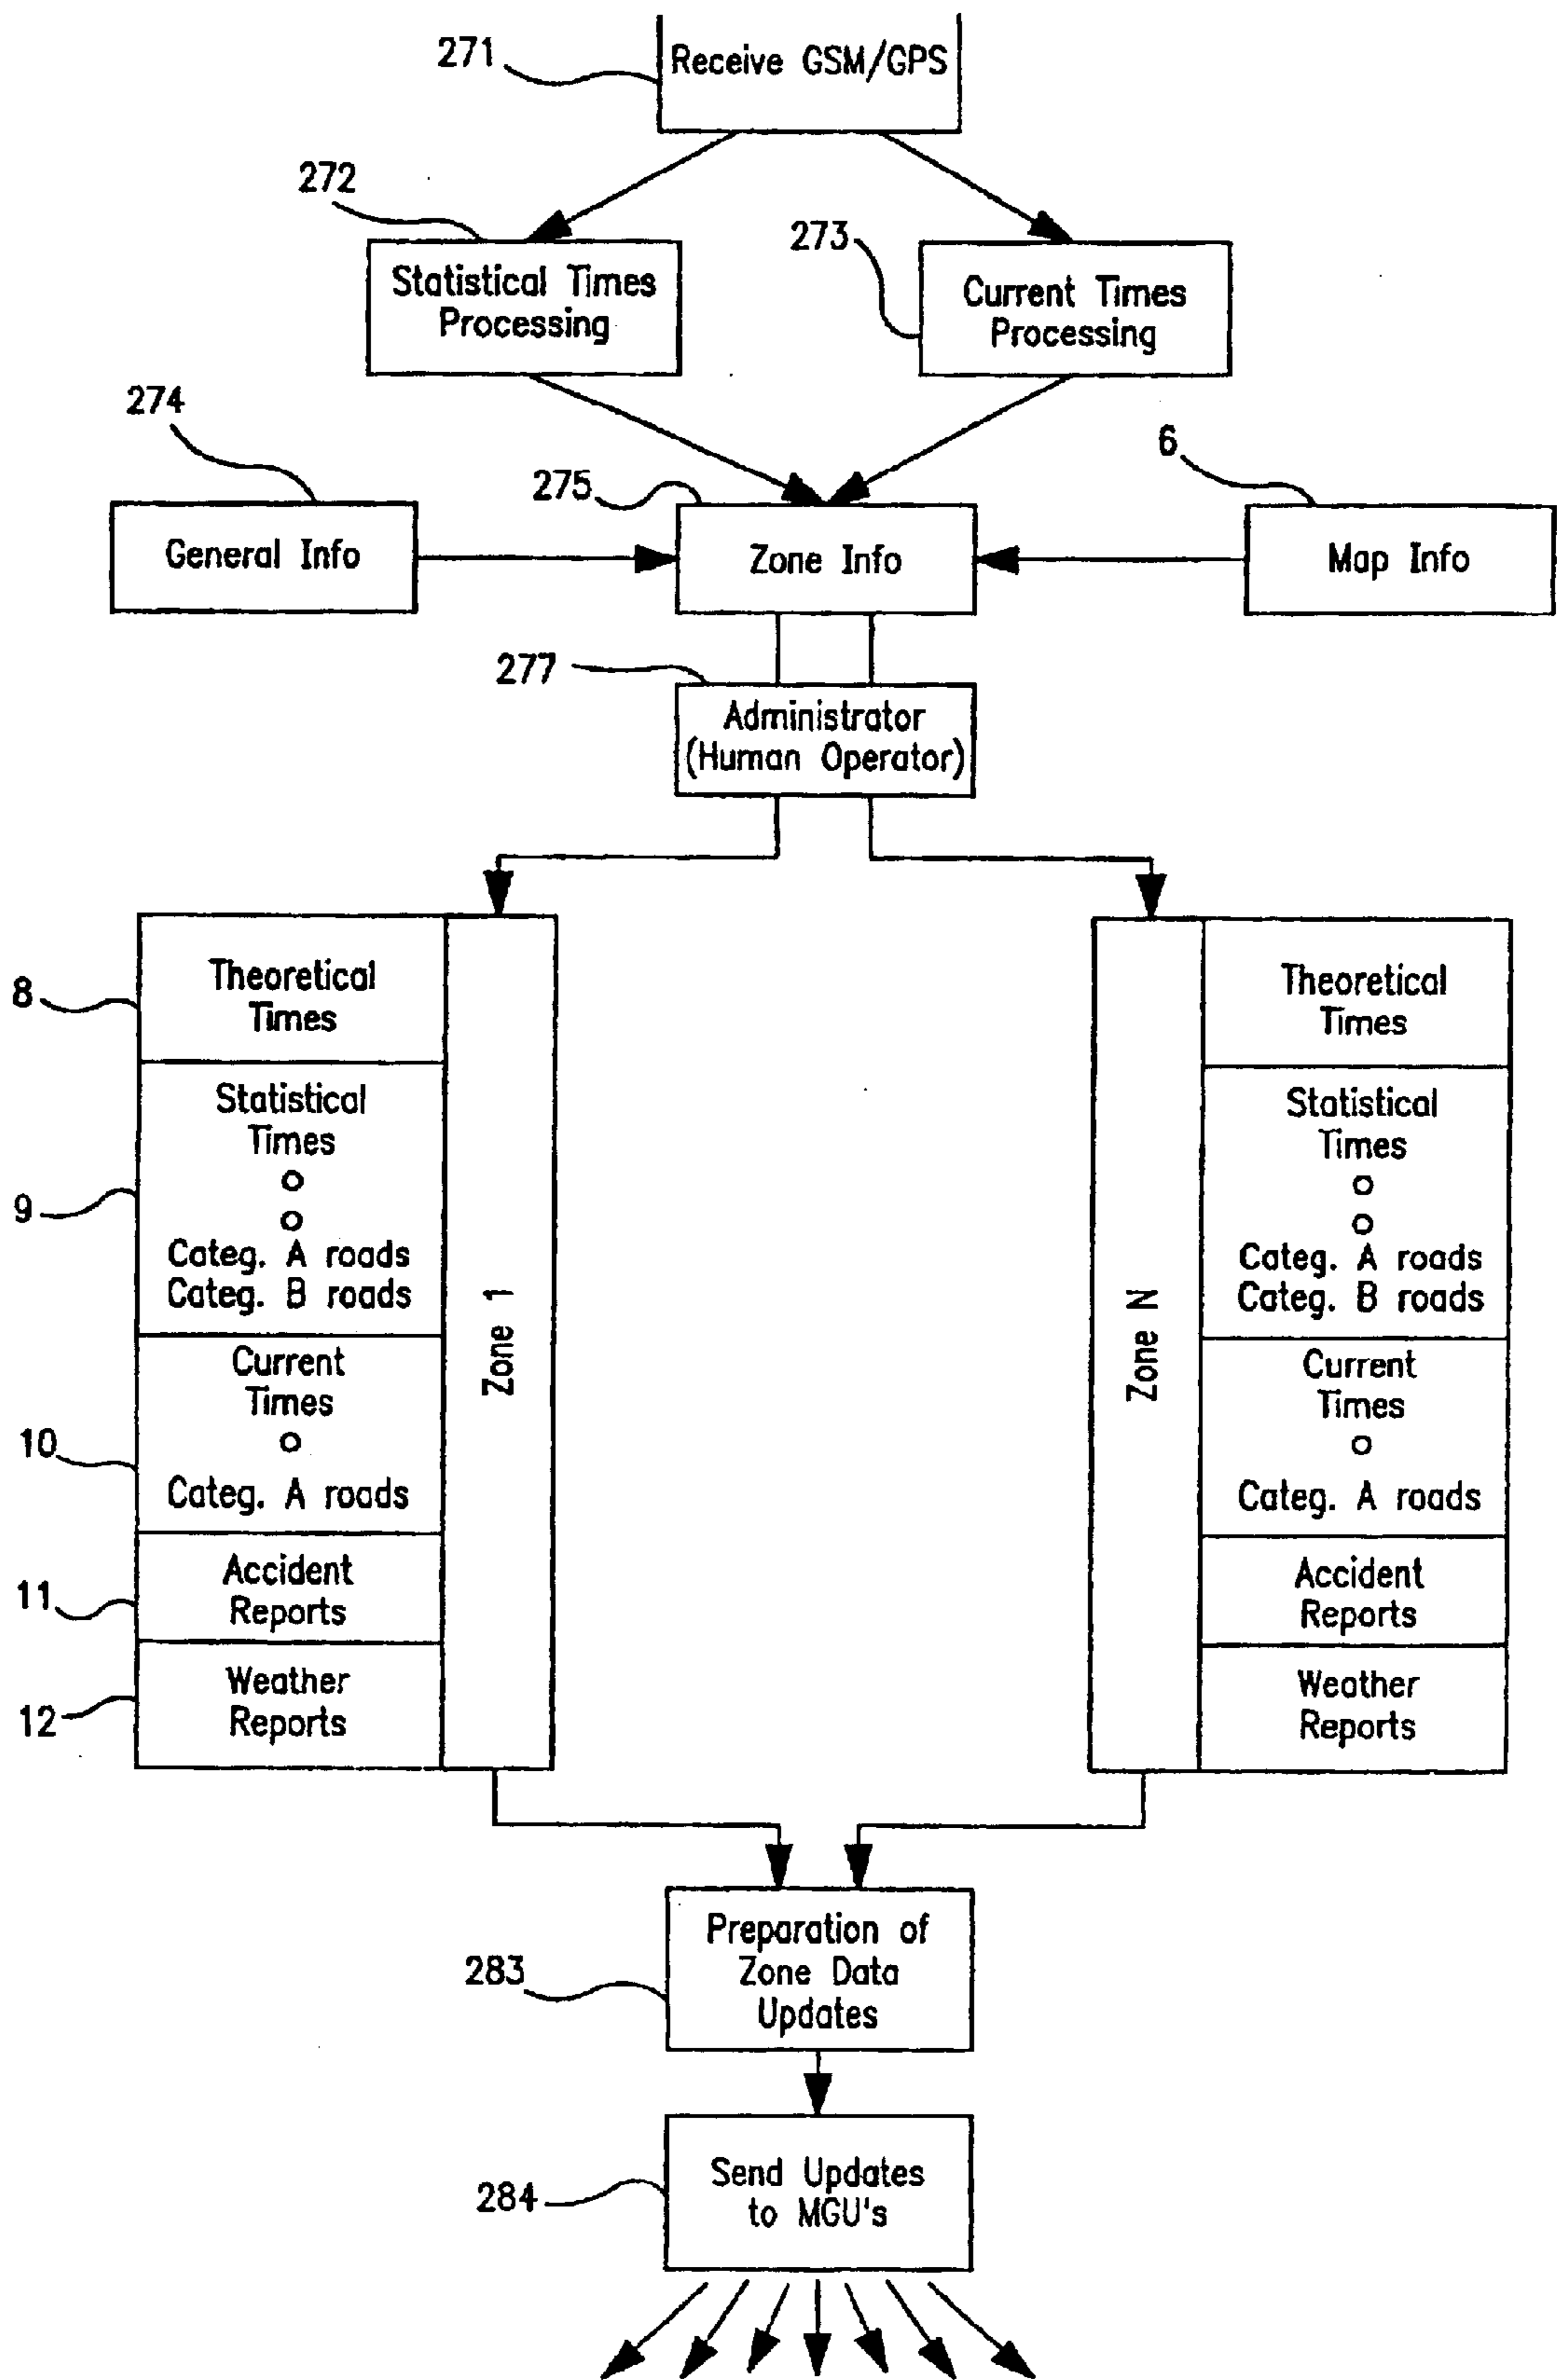 271
Receive GSM/GPS
272
273
Statistical Times
Processing
Current Times
Processing
274
6
275
General Info
Zone Info
Map Info
277
Administrator
(Human Operator)
8
Theoretical
Times
9
Statistical
Times
Categ. A roads
Categ. B roads
10
Current
Times
Categ. A roads
11
Accident
Reports
12
Weather
Reports
Zone 1
Zone N
Theoretical
Times
Statistical
Times
Categ. A roads
Categ. B roads
Current
Times
Categ. A roads
Accident
Reports
Weather
Reports
283
Preparation of
Zone Data
Updates
284
Send Updates
to MGU's